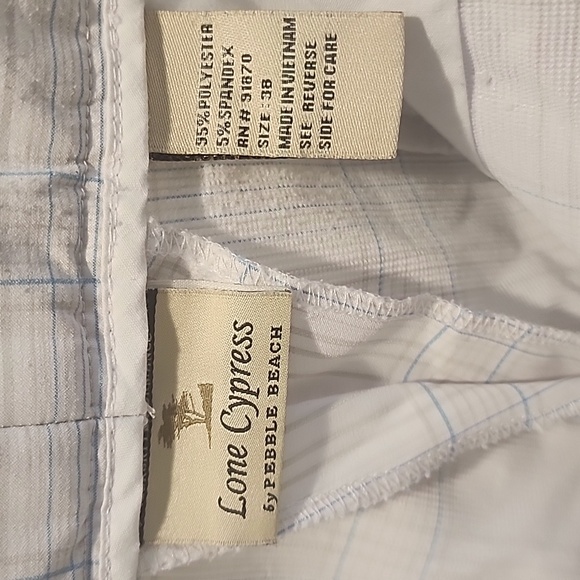 95% POLYESTER
5% SPANDEX
RN# 91870
SIZE : 38
MADE IN VIETNAM
SEE REVERSE
SIDE FOR CARE
Lone Cypress
by PEBBLE BEACH